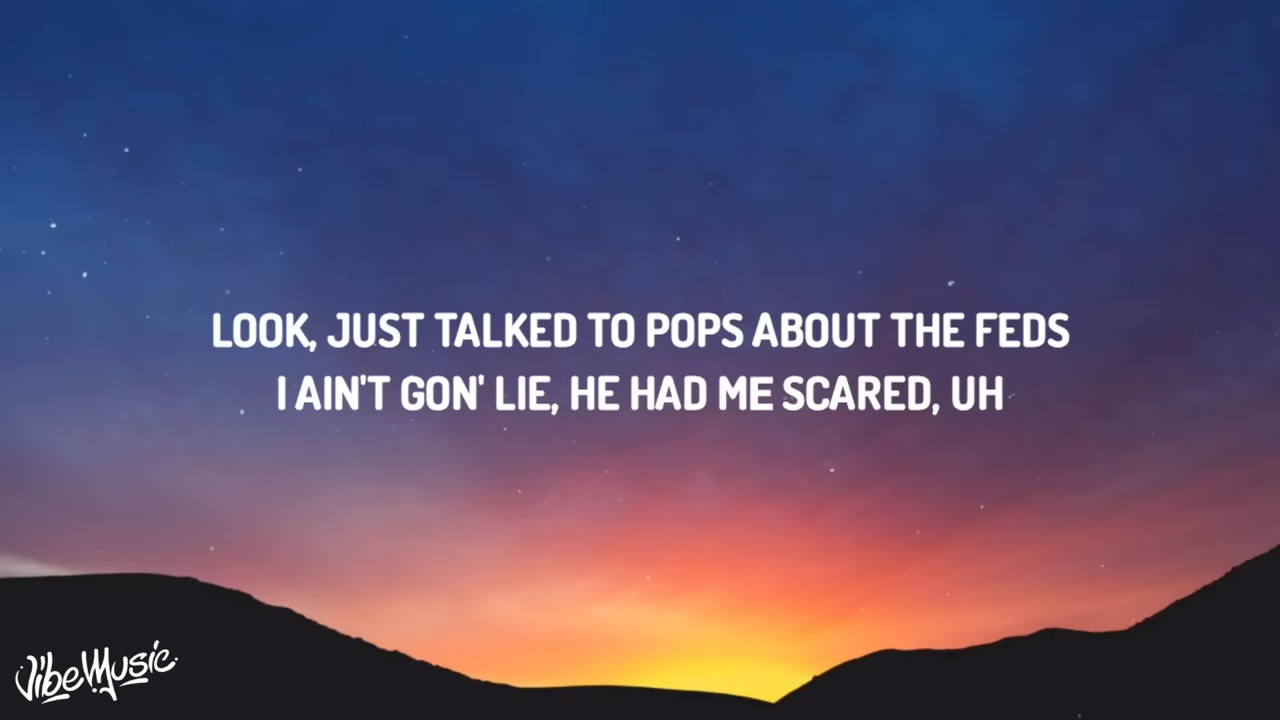 LOOK, JUST TALKED TO POPS ABOUT THE FEDS
I AIN'T GON' LIE, HE HAD ME SCARED, UH
VibeMusic